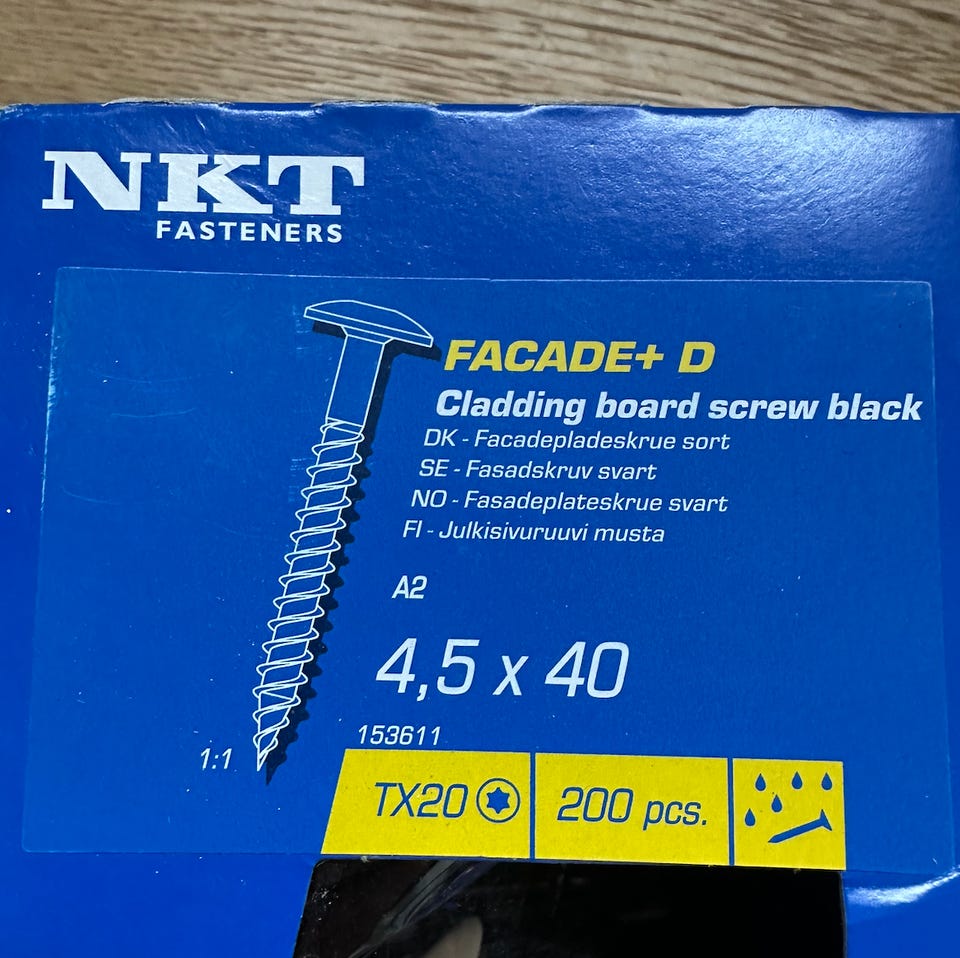 NKT
FASTENERS
FACADE+ D
Cladding board screw black
DK - Facadepladeskrue sort
SE - Fasadskruv svart
NO - Fasadeplateskrue svart
FI - Julkisivuruuvi musta
A2
4,5 x 40
153611
1:1
TX20
200 pcs.